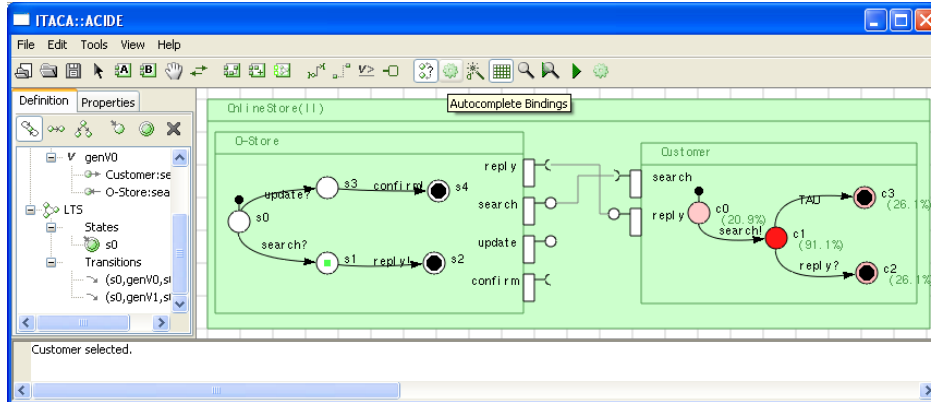 ITACA::ACIDE
File Edit Tools View Help
Autocomplete Bindings
Definition Properties
V genV0
Customer:se
O-Store:sea
LTS
States
s0
Transitions
(s0,genV0,s
(s0,genV1,s
OnlineStore(II)
O-Store
s0
update?
s3
confirm!
s4
search?
s1
reply!
s2
reply
search
update
confirm
Customer
search
reply
c0
(20.9%)
search!
c1
(91.1%)
TAU
c3
(26.1%
reply?
c2
(26.1%
Customer selected.